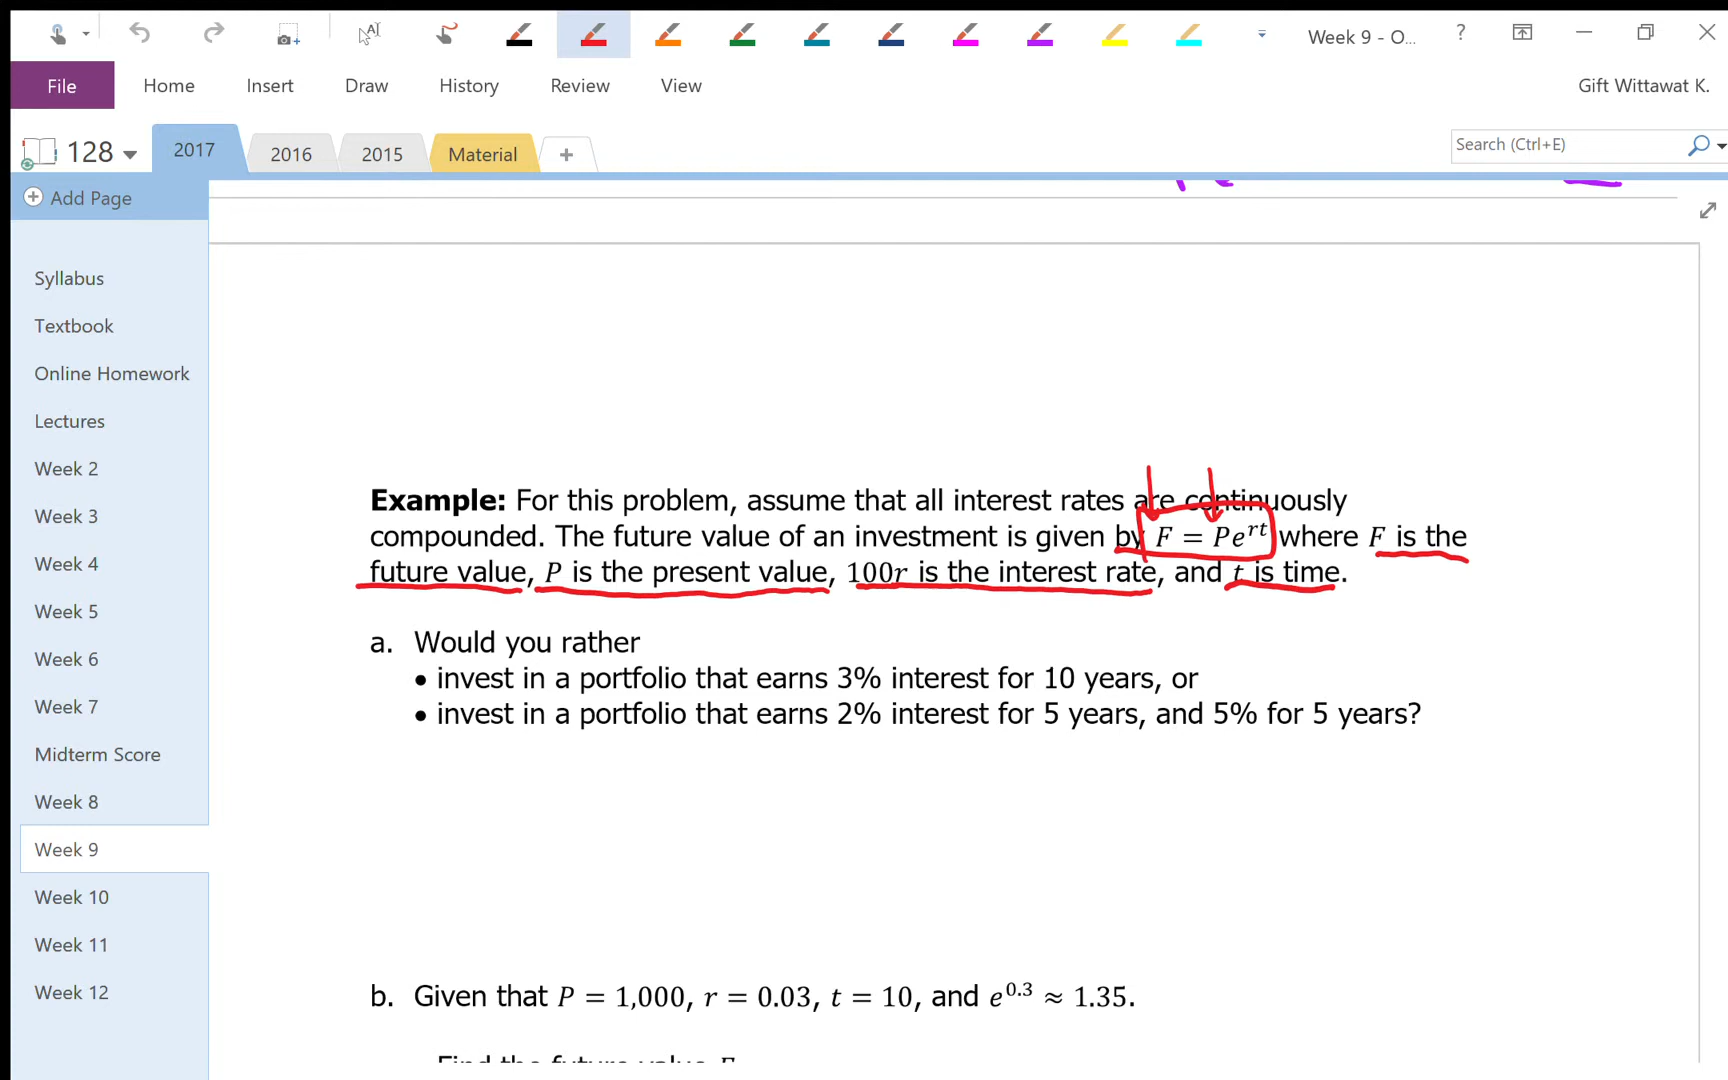 Week 9 - O...
?
File
Home
Insert
Draw
History
Review
View
Gift Wittawat K.
128
2017
2016
2015
Material
Search (Ctrl+E)
Add Page
Syllabus
Textbook
Online Homework
Lectures
Week 2
Week 3
Week 4
Week 5
Week 6
Week 7
Midterm Score
Week 8
Week 9
Week 10
Week 11
Week 12
Example: For this problem, assume that all interest rates are continuously
compounded. The future value of an investment is given by F = Pe^{rt} where F is the
future value, P is the present value, 100r is the interest rate, and t is time.
a. Would you rather
• invest in a portfolio that earns 3% interest for 10 years, or
• invest in a portfolio that earns 2% interest for 5 years, and 5% for 5 years?
b. Given that P = 1,000, r = 0.03, t = 10, and e^{0.3} ≈ 1.35.
Find the future value F